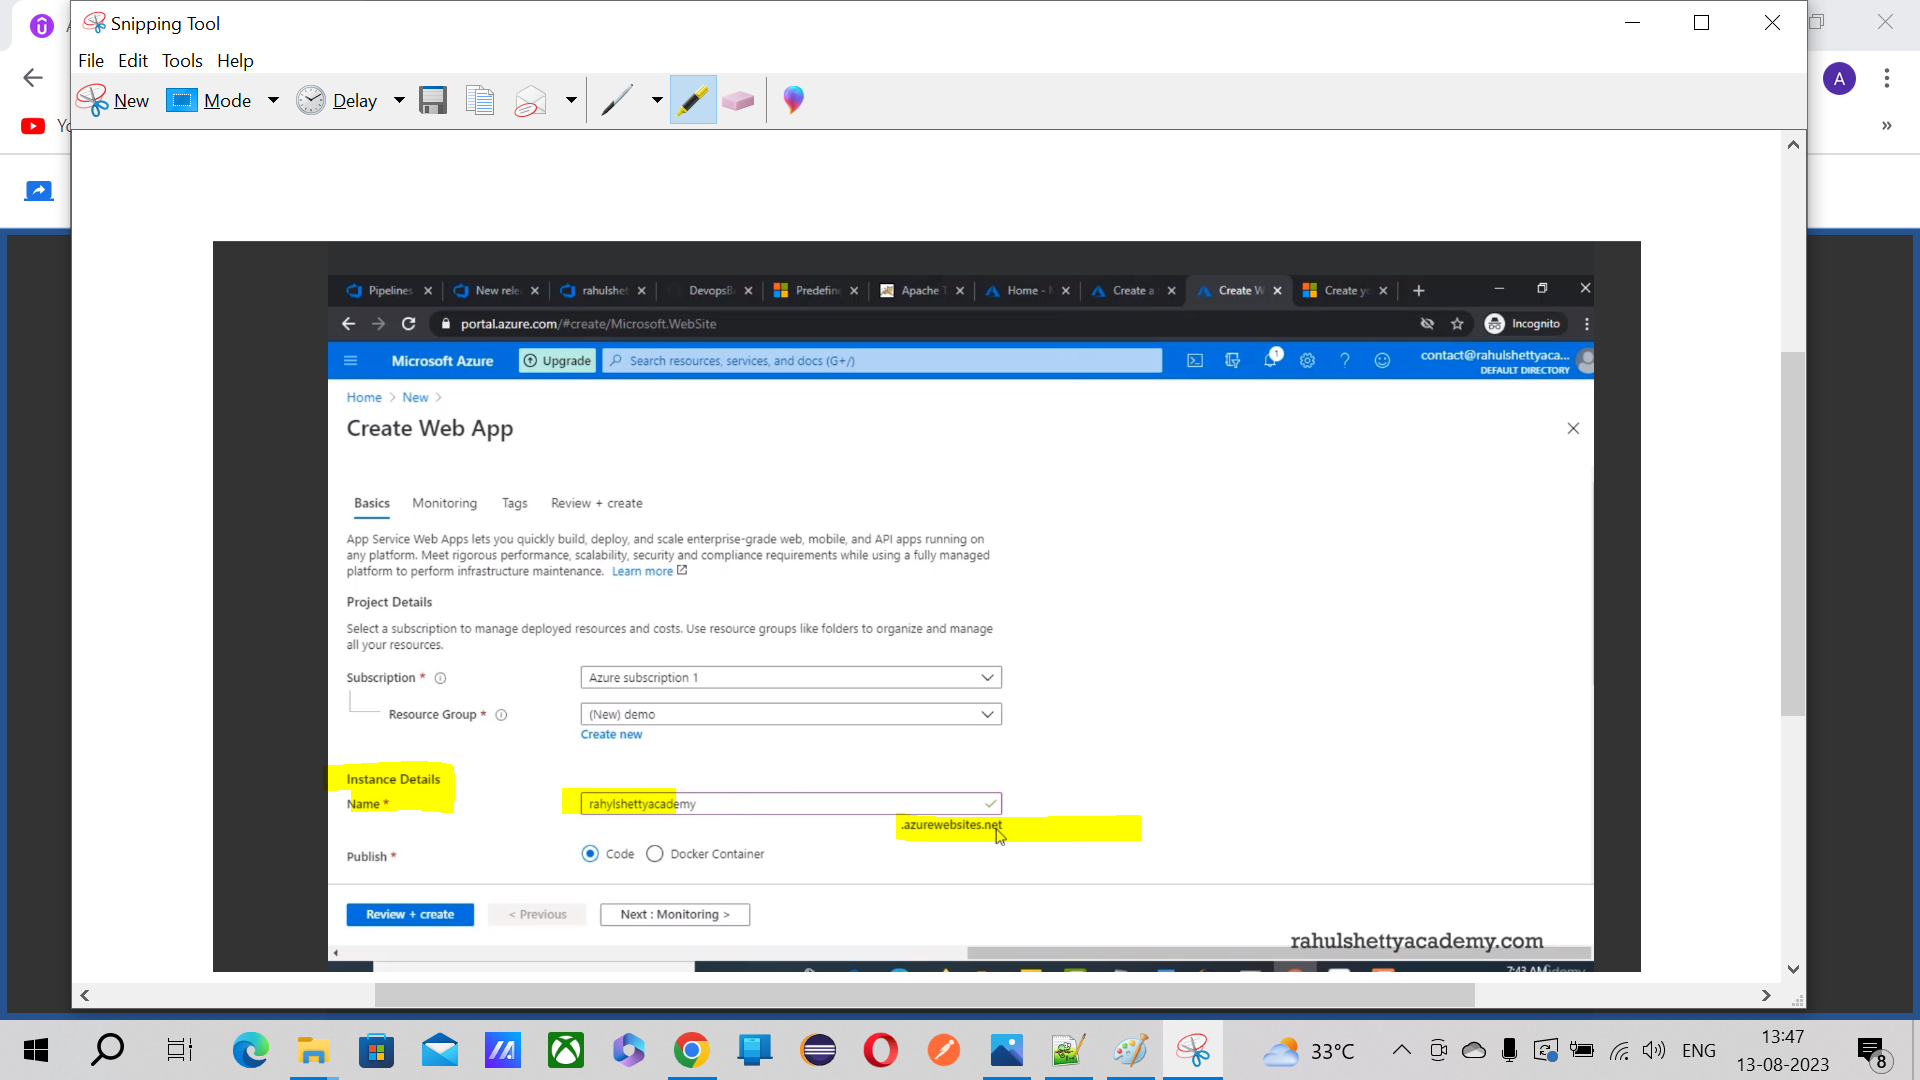 Snipping Tool
File Edit Tools Help
New Mode Delay
A
»
Pipelines New rele rahulshet DevopsB Predefin Apache T Home - Create a Create W Create y
portal.azure.com/#create/Microsoft.WebSite Incognito
Microsoft Azure Upgrade Search resources, services, and docs (G+/) 1 contact@rahulshettyaca...
DEFAULT DIRECTORY
Home > New >
Create Web App
Basics Monitoring Tags Review + create
App Service Web Apps lets you quickly build, deploy, and scale enterprise-grade web, mobile, and API apps running on
any platform. Meet rigorous performance, scalability, security and compliance requirements while using a fully managed
platform to perform infrastructure maintenance. Learn more
Project Details
Select a subscription to manage deployed resources and costs. Use resource groups like folders to organize and manage
all your resources.
Subscription * Azure subscription 1
Resource Group * (New) demo
Create new
Instance Details
Name * rahylshettyacademy
.azurewebsites.net
Publish * Code Docker Container
Review + create < Previous Next : Monitoring >
rahulshettyacademy.com
7:43 AM
33°C ENG 13:47
13-08-2023
8